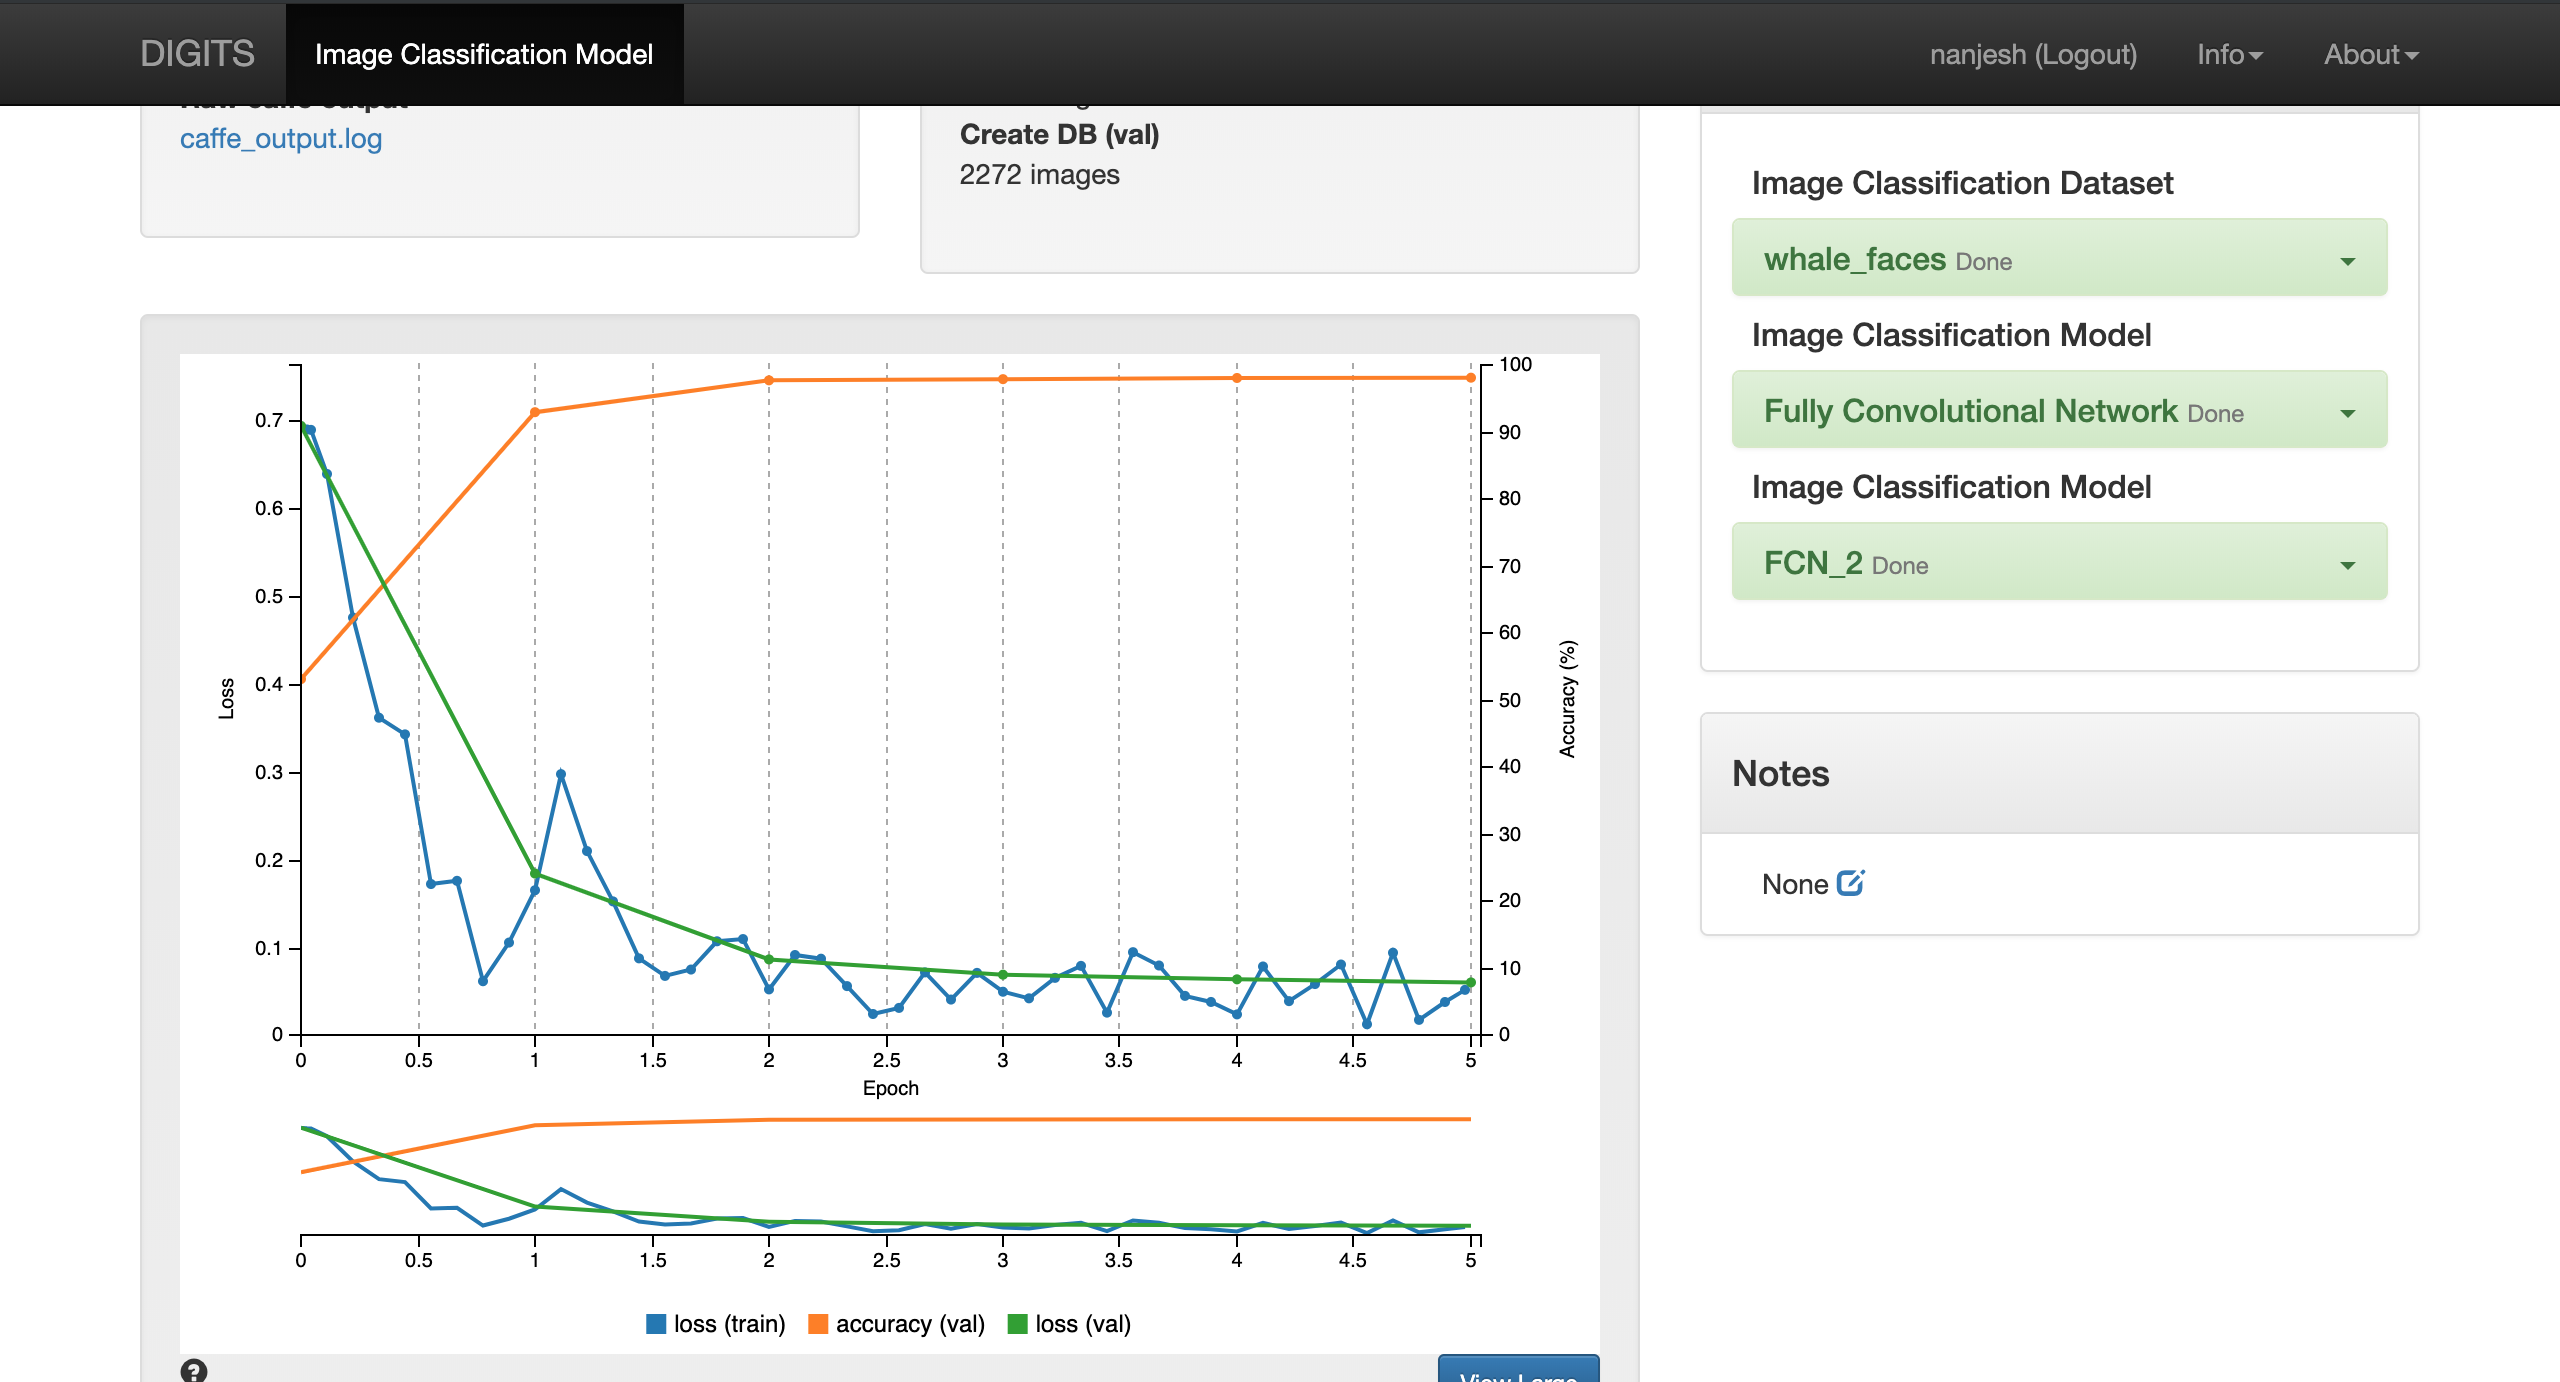 DIGITS Image Classification Model nanjesh (Logout) Info About
caffe_output.log
Create DB (val)
2272 images
Image Classification Dataset
whale_faces Done
Image Classification Model
Fully Convolutional Network Done
Image Classification Model
FCN_2 Done
Notes
None
0.7
0.6
0.5
0.4
0.3
0.2
0.1
0
Loss
100
90
80
70
60
50
40
30
20
10
0
Accuracy (%)
0 0.5 1 1.5 2 2.5 3 3.5 4 4.5 5
Epoch
0 0.5 1 1.5 2 2.5 3 3.5 4 4.5 5
loss (train) accuracy (val) loss (val)
?
View Large